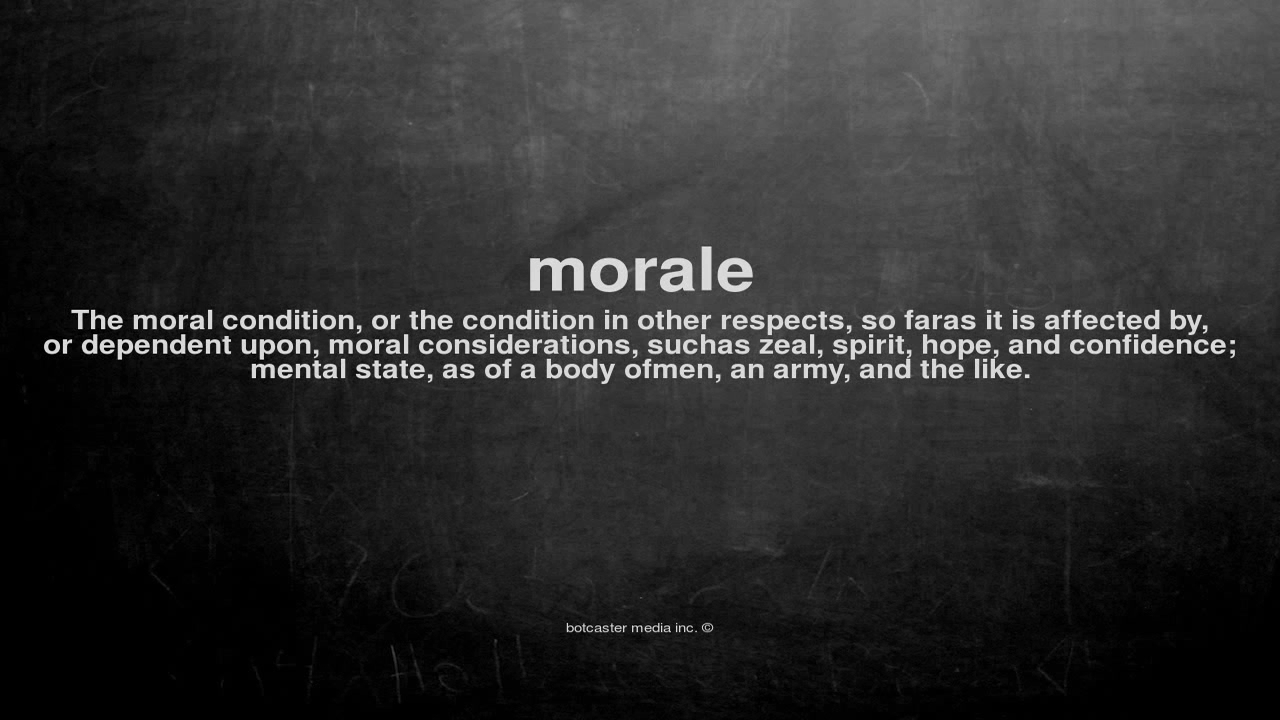 morale
The moral condition, or the condition in other respects, so faras it is affected by,
or dependent upon, moral considerations, suchas zeal, spirit, hope, and confidence;
mental state, as of a body ofmen, an army, and the like.
botcaster media inc. ©